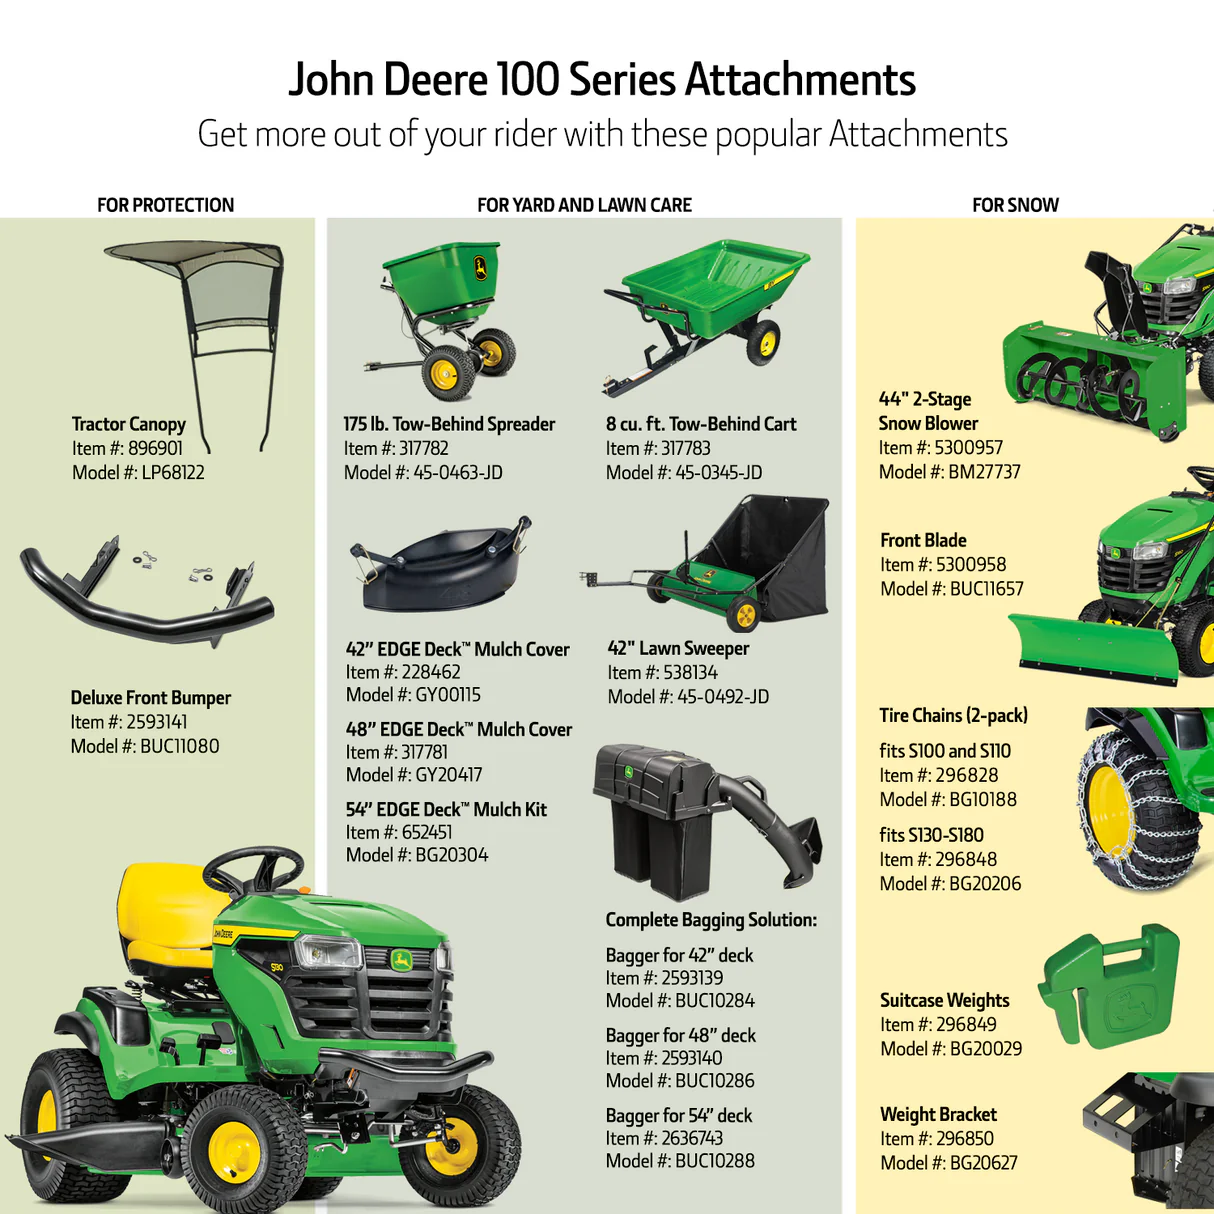 John Deere 100 Series Attachments
Get more out of your rider with these popular Attachments
FOR PROTECTION
Tractor Canopy
Item #: 896901
Model #: LP68122
Deluxe Front Bumper
Item #: 2593141
Model #: BUC11080
JOHN DEERE
S130
FOR YARD AND LAWN CARE
175 lb. Tow-Behind Spreader
Item #: 317782
Model #: 45-0463-JD
8 cu. ft. Tow-Behind Cart
Item #: 317783
Model #: 45-0345-JD
42” EDGE Deck™ Mulch Cover
Item #: 228462
Model #: GY00115
48” EDGE Deck™ Mulch Cover
Item #: 317781
Model #: GY20417
54” EDGE Deck™ Mulch Kit
Item #: 652451
Model #: BG20304
42" Lawn Sweeper
Item #: 538134
Model #: 45-0492-JD
Complete Bagging Solution:
Bagger for 42” deck
Item #: 2593139
Model #: BUC10284
Bagger for 48” deck
Item #: 2593140
Model #: BUC10286
Bagger for 54” deck
Item #: 2636743
Model #: BUC10288
FOR SNOW
44" 2-Stage
Snow Blower
Item #: 5300957
Model #: BM27737
Front Blade
Item #: 5300958
Model #: BUC11657
Tire Chains (2-pack)
fits S100 and S110
Item #: 296828
Model #: BG10188
fits S130-S180
Item #: 296848
Model #: BG20206
Suitcase Weights
Item #: 296849
Model #: BG20029
Weight Bracket
Item #: 296850
Model #: BG20627